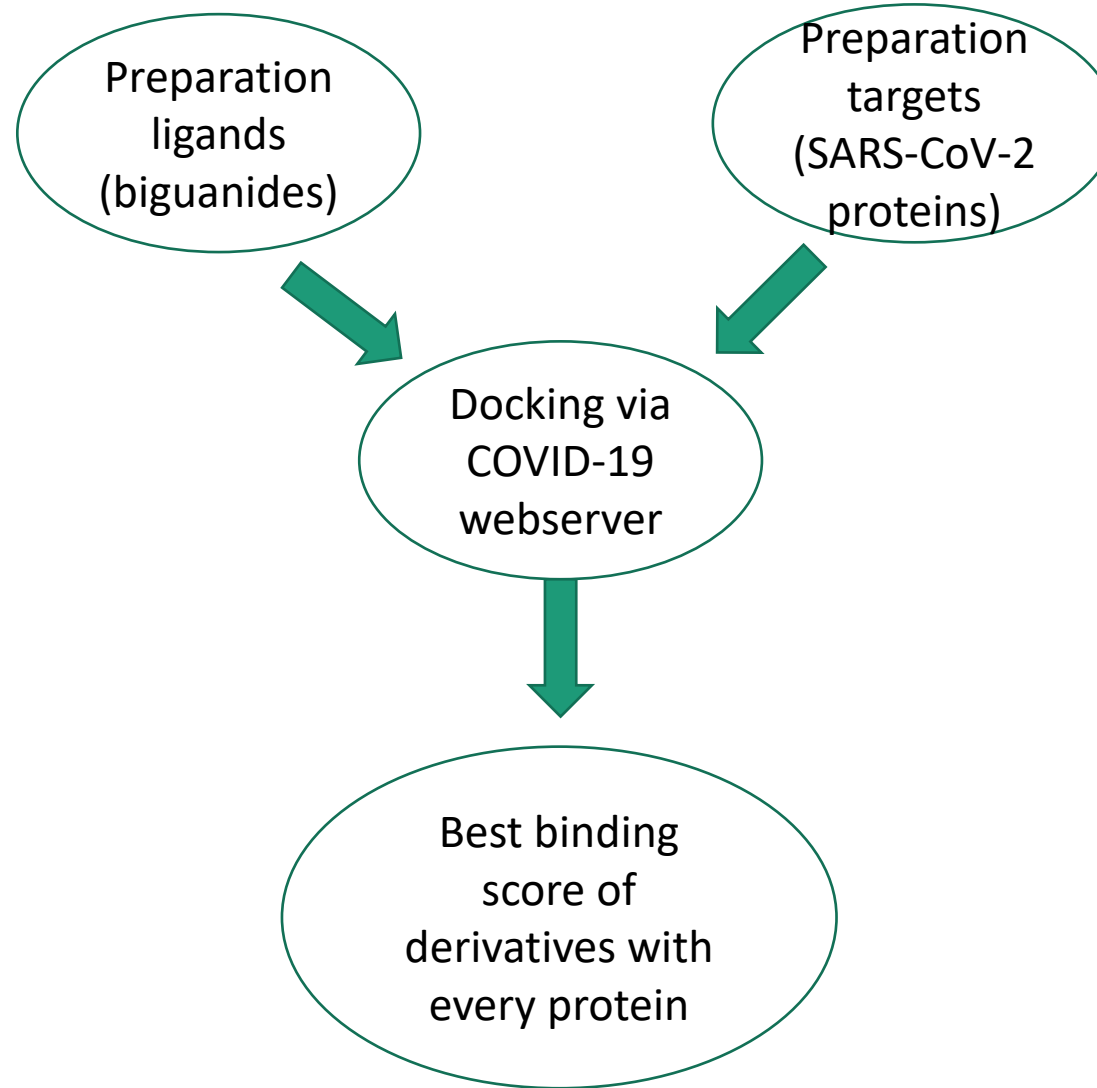 Preparation
ligands
(biguanides)
Preparation
targets
(SARS-CoV-2
proteins)
Docking via
COVID-19
webserver
Best binding
score of
derivatives with
every protein